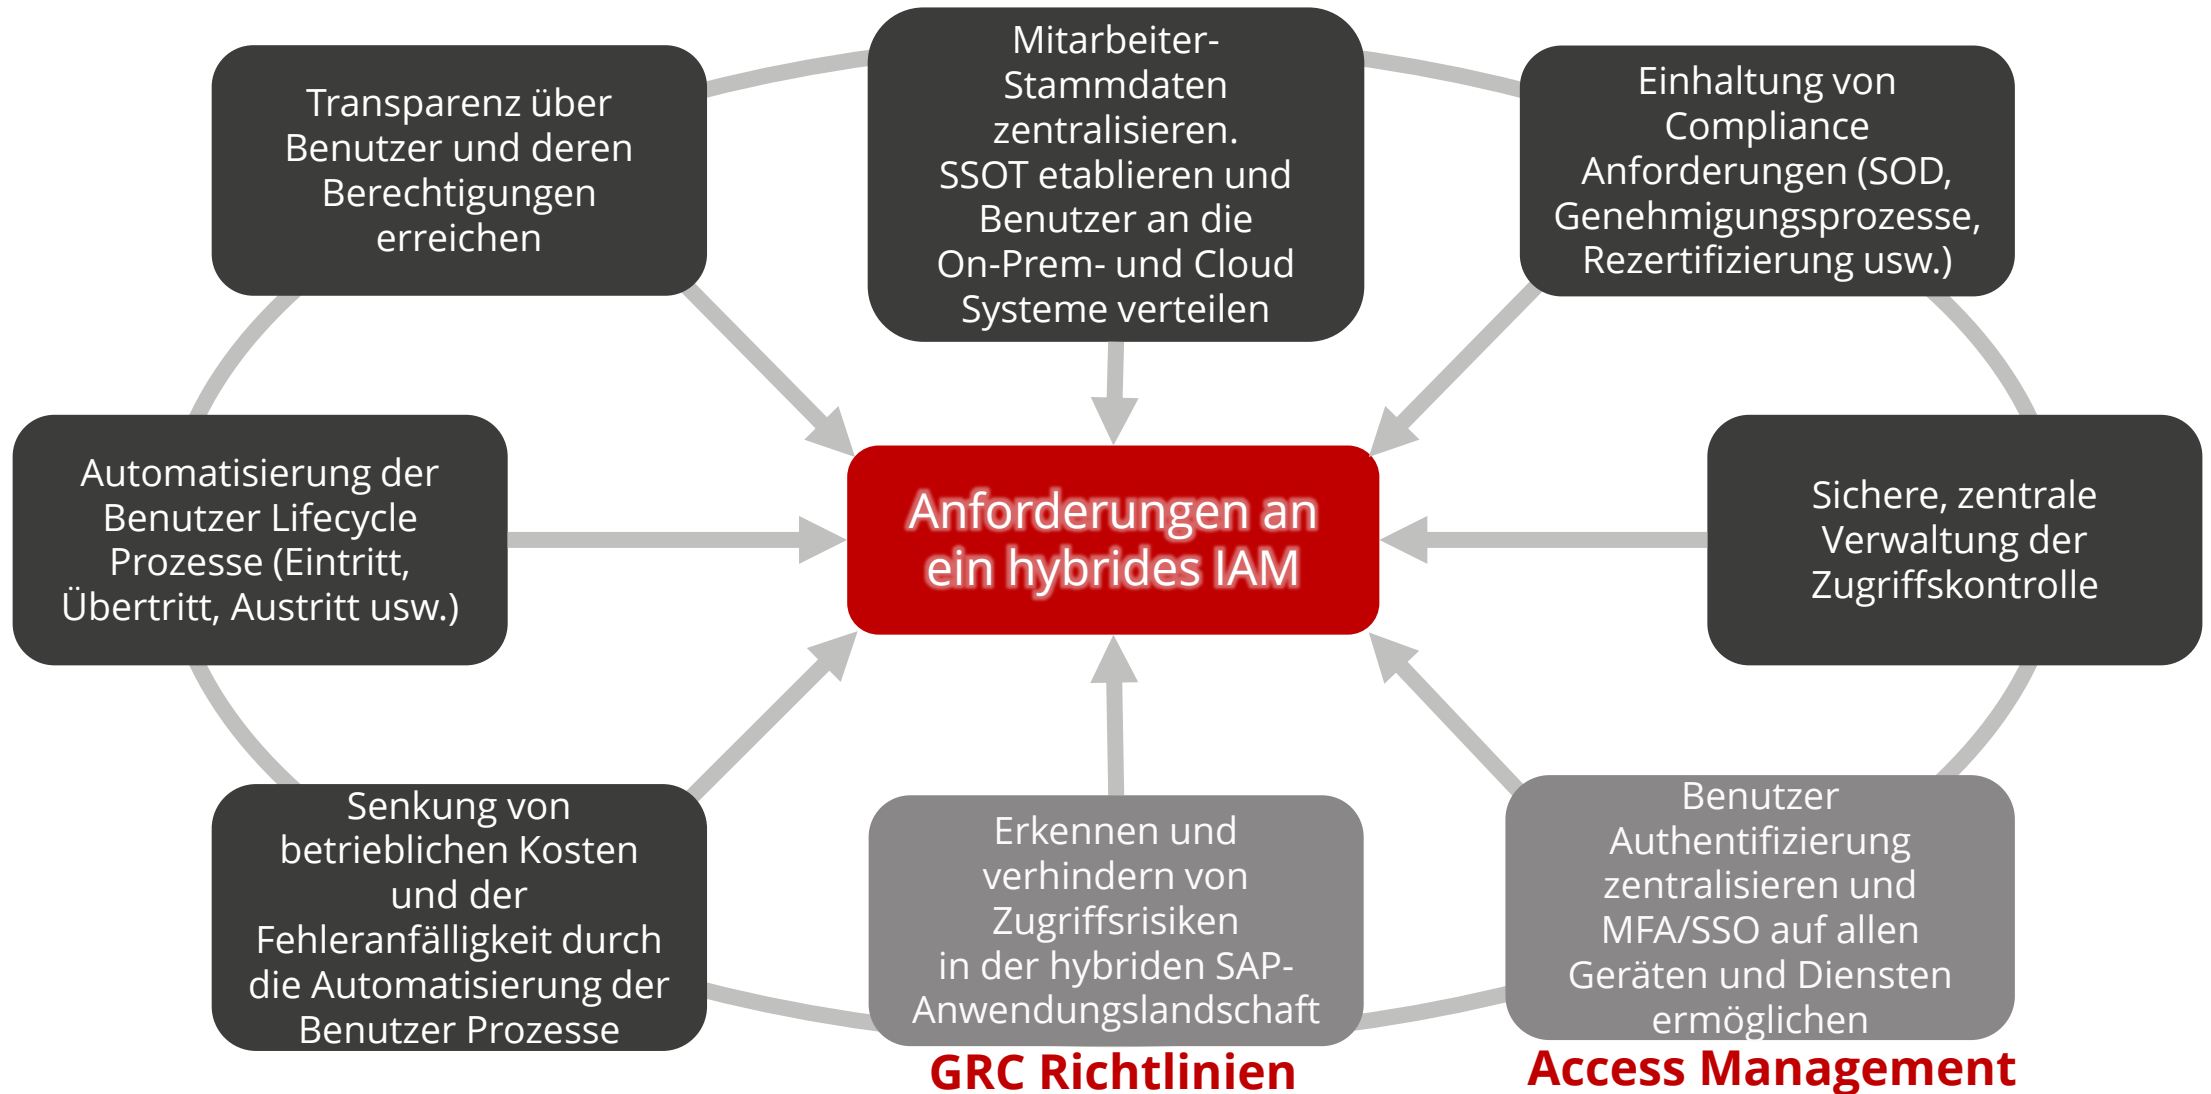 Mitarbeiter-
Stammdaten
zentralisieren.
SSOT etablieren und
Benutzer an die
On-Prem- und Cloud
Systeme verteilen
Transparenz über
Benutzer und deren
Berechtigungen
erreichen
Einhaltung von
Compliance
Anforderungen (SOD,
Genehmigungsprozesse,
Rezertifizierung usw.)
Automatisierung der
Benutzer Lifecycle
Prozesse (Eintritt,
Übertritt, Austritt usw.)
Anforderungen an
ein hybrides IAM
Sichere, zentrale
Verwaltung der
Zugriffskontrolle
Senkung von
betrieblichen Kosten
und der
Fehleranfälligkeit durch
die Automatisierung der
Benutzer Prozesse
Erkennen und
verhindern von
Zugriffsrisiken
in der hybriden SAP-
Anwendungslandschaft
GRC Richtlinien
Benutzer
Authentifizierung
zentralisieren und
MFA/SSO auf allen
Geräten und Diensten
ermöglichen
Access Management